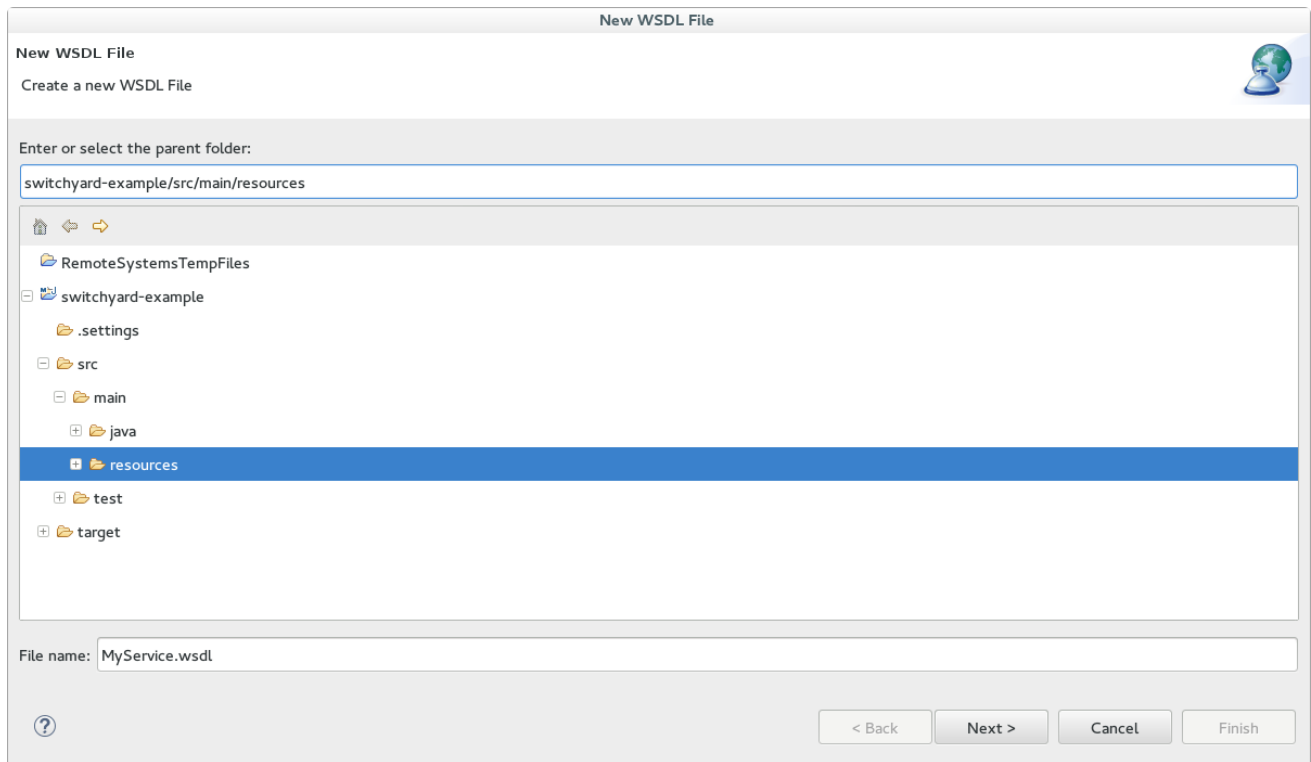 New WSDL File
New WSDL File
Create a new WSDL File
Enter or select the parent folder:
switchyard-example/src/main/resources
RemoteSystemsTempFiles
switchyard-example
.settings
src
main
java
resources
test
target
File name: MyService.wsdl
< Back Next > Cancel Finish